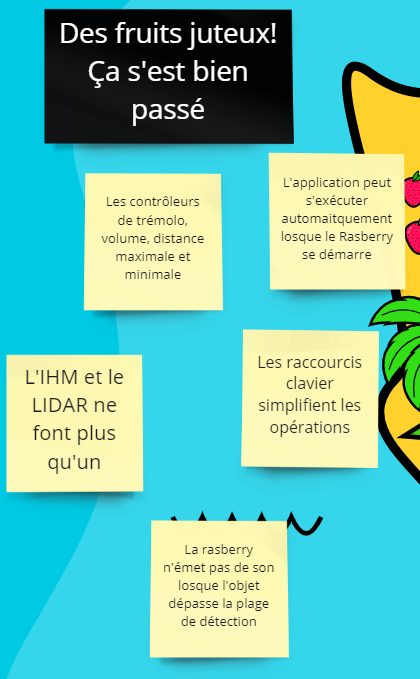 Des fruits juteux!
Ça s'est bien
passé
L'application peut
s'exécuter
automaitquement
losque le Rasberry
se démarre
Les contrôleurs
de trémolo,
volume, distance
maximale et
minimale
Les raccourcis
clavier
simplifient les
opérations
L'IHM et le
LIDAR ne
font plus
qu'un
La rasberry
n'émet pas de son
losque l'objet
dépasse la plage
de détection